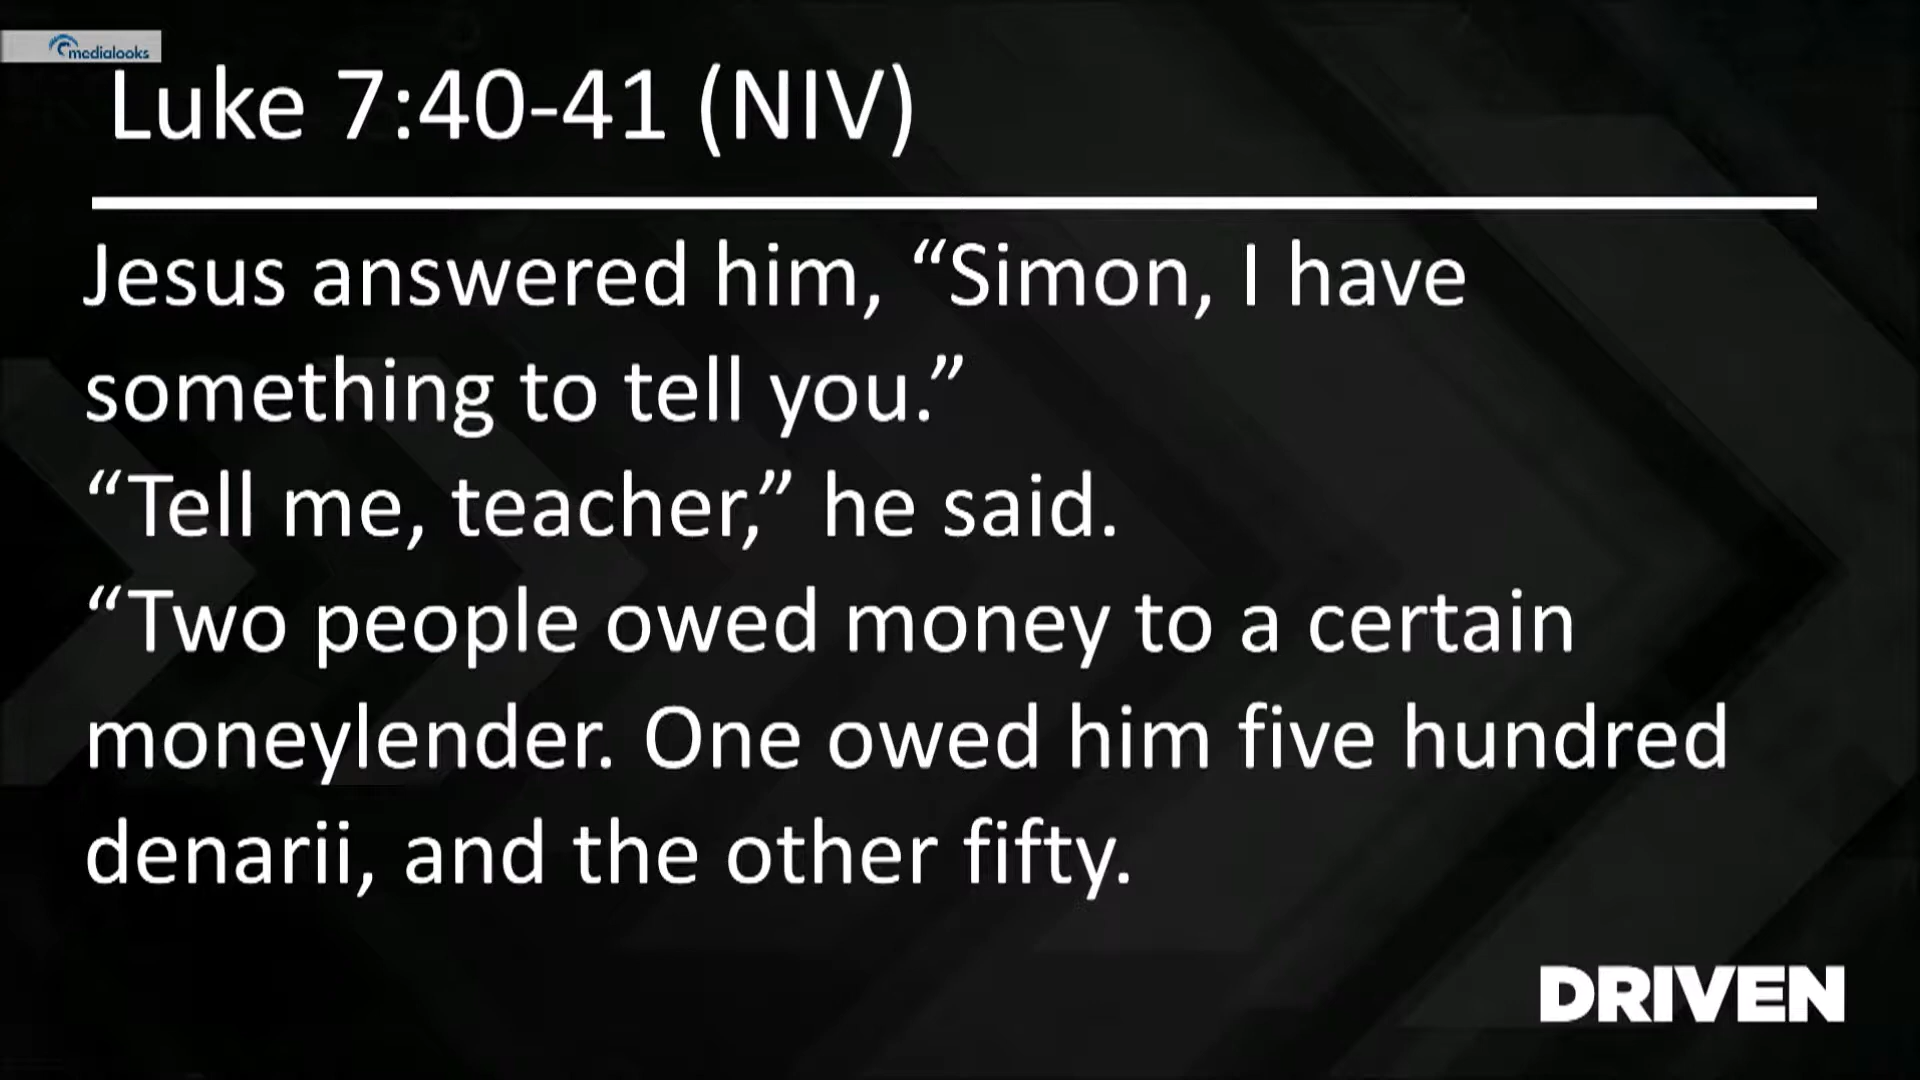 medialooks
Luke 7:40-41 (NIV)
Jesus answered him, “Simon, I have
something to tell you.”
“Tell me, teacher,” he said.
“Two people owed money to a certain
moneylender. One owed him five hundred
denarii, and the other fifty.
DRIVEN